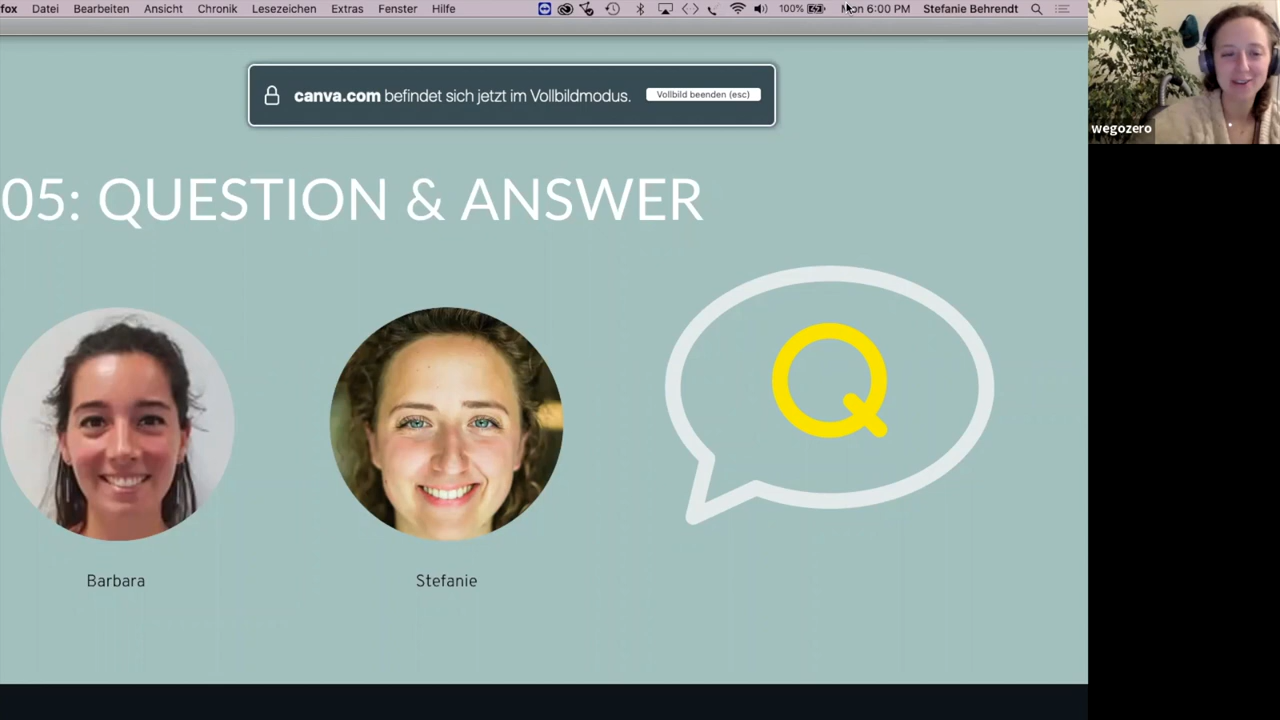 fox Datei Bearbeiten Ansicht Chronik Lesezeichen Extras Fenster Hilfe 100% Mon 6:00 PM Stefanie Behrendt
canva.com befindet sich jetzt im Vollbildmodus. Vollbild beenden (esc)
wegozero
05: QUESTION & ANSWER
Q
Barbara Stefanie